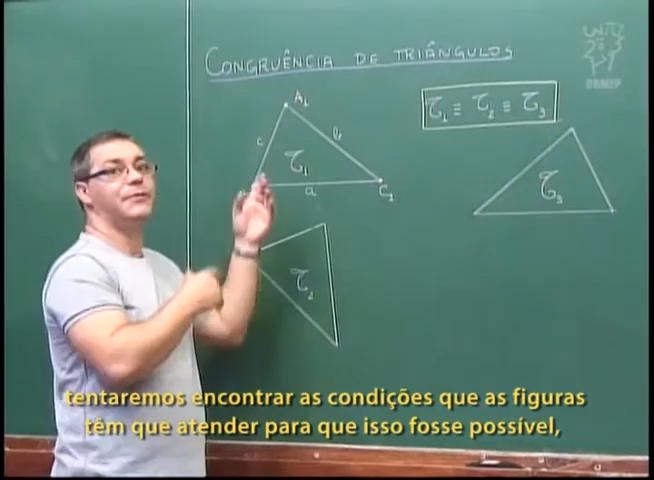 CONGRUÊNCIA DE TRIÂNGULOS
A₁
τ₁ ≡ τ₂ ≡ τ₃
c
b
τ₁
a
C₁
τ₃
τ₂
OBMEP
tentaremos encontrar as condições que as figuras
têm que atender para que isso fosse possível,